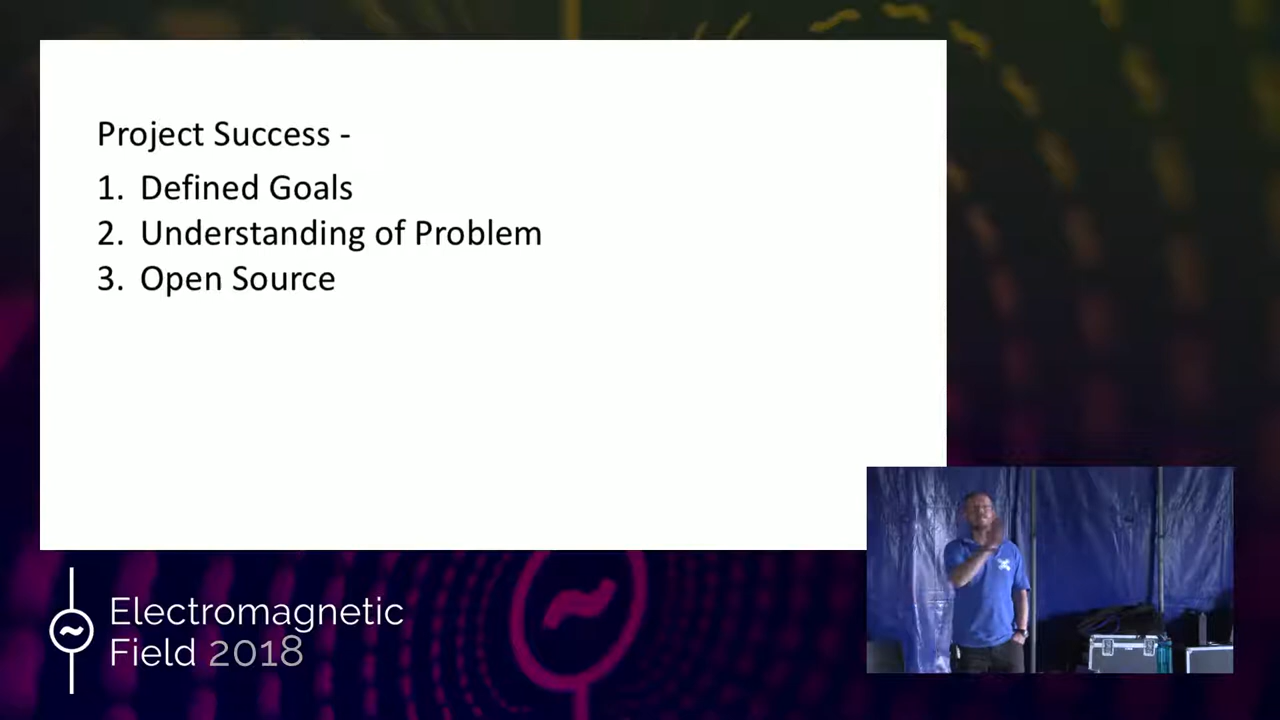 Project Success -
1. Defined Goals
2. Understanding of Problem
3. Open Source
Electromagnetic
Field 2018